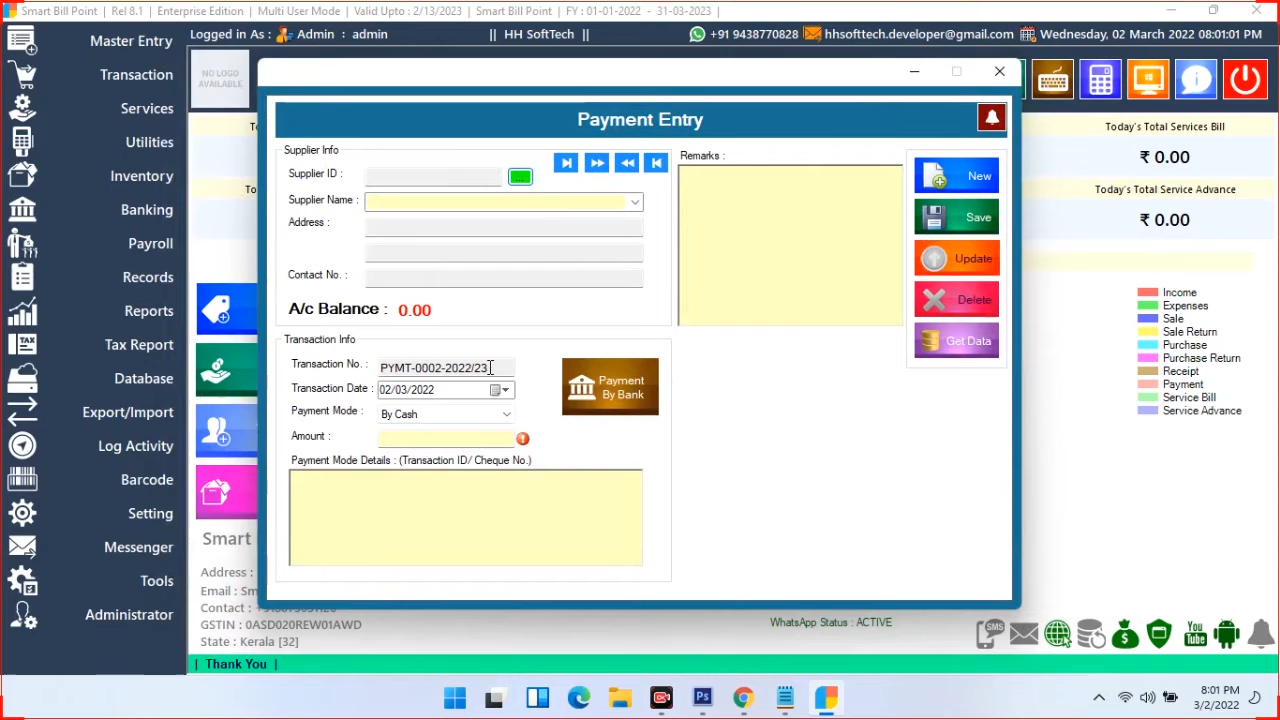 Smart Bill Point | Rel 8.1 | Enterprise Edition | Multi User Mode | Valid Upto : 2/13/2023 | Smart Bill Point | FY : 01-01-2022 - 31-03-2023 |
Logged in As : Admin : admin || HH SoftTech || +91 9438770828 hhsofttech.developer@gmail.com Wednesday, 02 March 2022 08:01:01 PM
Master Entry
Transaction
Services
Utilities
Inventory
Banking
Payroll
Records
Reports
Tax Report
Database
Export/Import
Log Activity
Barcode
Setting
Messenger
Tools
Administrator
TAX
NO LOGO
AVAILABLE
Payment Entry
Supplier Info
Supplier ID :
...
Supplier Name :
Address :
Contact No. :
A/c Balance : 0.00
Remarks :
New
Save
Update
Delete
Get Data
Transaction Info
Transaction No. : PYMT-0002-2022/23
Transaction Date : 02/03/2022
Payment Mode : By Cash
Amount :
Payment By Bank
Payment Mode Details : (Transaction ID/ Cheque No.)
Today's Total Services Bill
₹ 0.00
Today's Total Service Advance
₹ 0.00
Income
Expenses
Sale
Sale Return
Purchase
Purchase Return
Receipt
Payment
Service Bill
Service Advance
Smart
Address :
Email : Sm
GSTIN : 0ASD020REW01AWD
State : Kerala [32]
WhatsApp Status : ACTIVE
SMS
You
Tube
| Thank You |
Ps
8:01 PM
3/2/2022